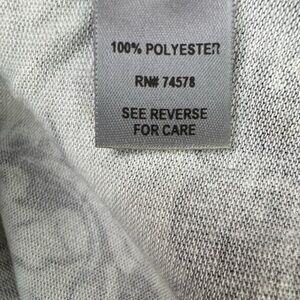 100% POLYESTER
RN# 74578
SEE REVERSE
FOR CARE